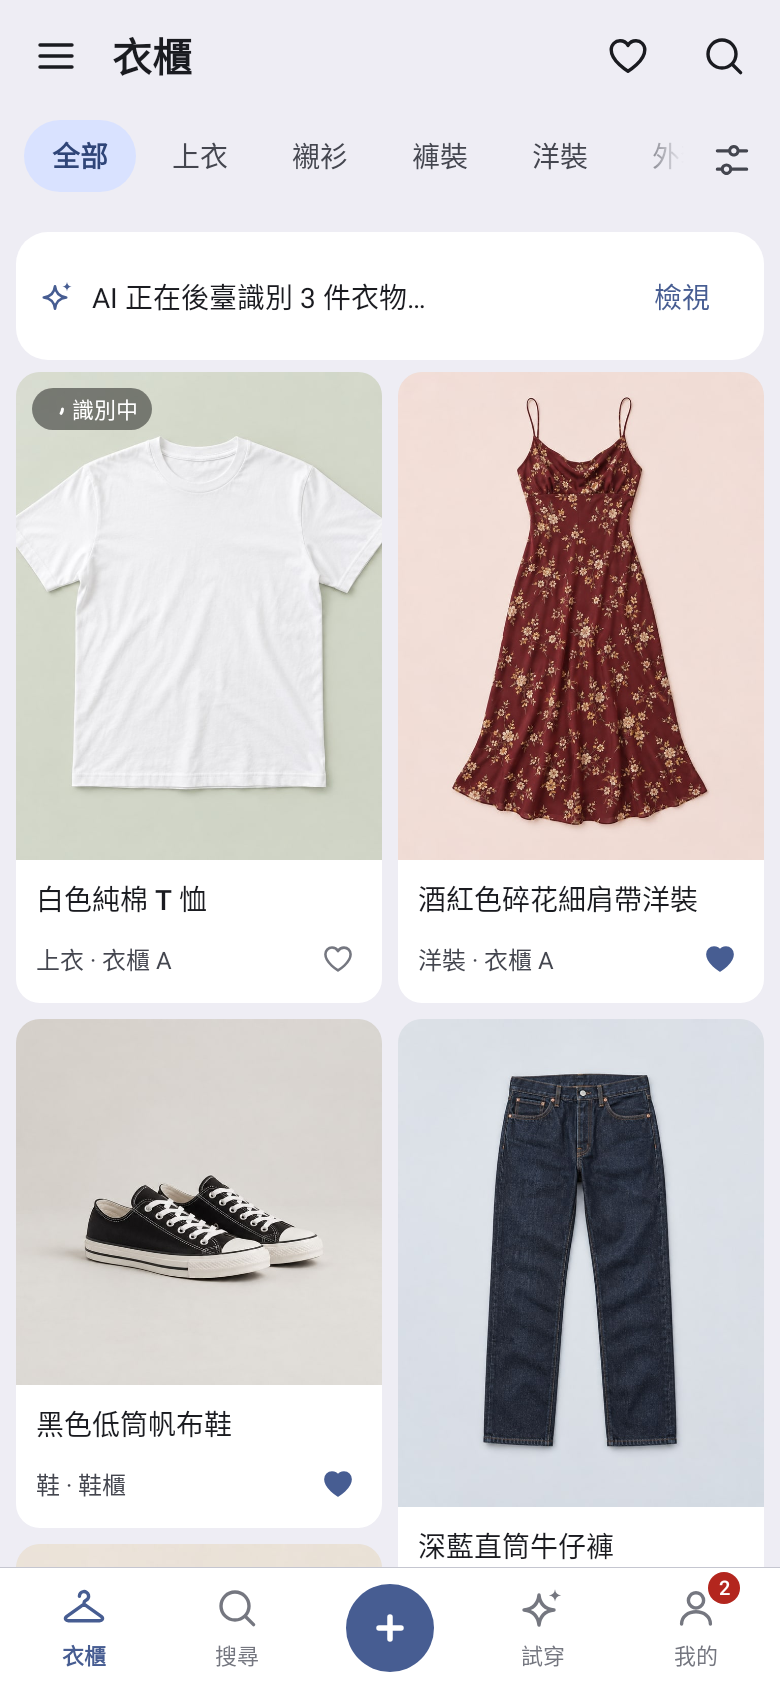 衣櫃
全部
上衣
襯衫
褲裝
洋裝
外
AI 正在後臺識別 3 件衣物...
檢視
識別中
白色純棉 T 恤
上衣 · 衣櫃 A
酒紅色碎花細肩帶洋裝
洋裝 · 衣櫃 A
黑色低筒帆布鞋
鞋 · 鞋櫃
深藍直筒牛仔褲
衣櫃
搜尋
試穿
2
我的